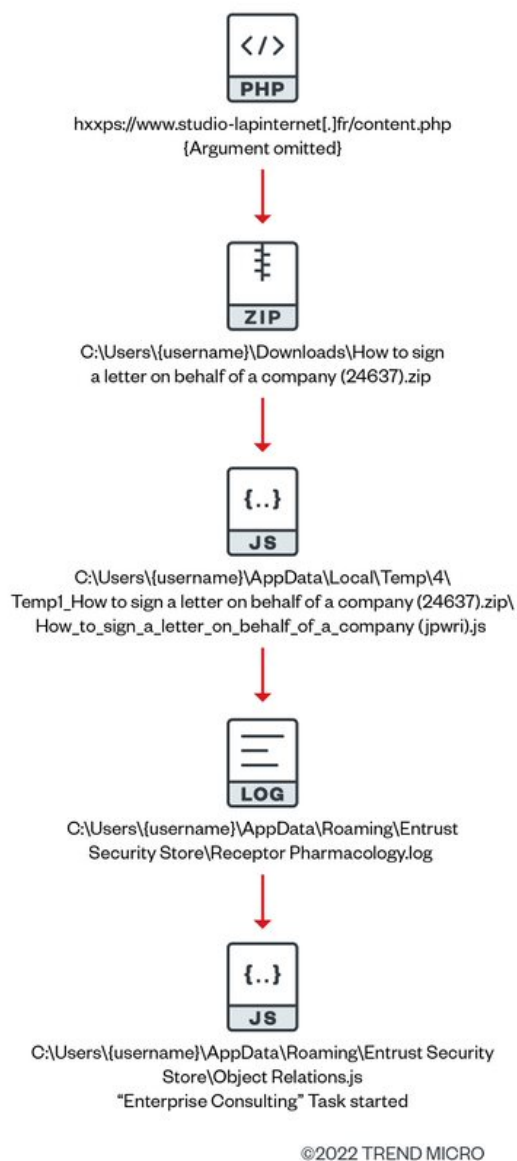 </>
PHP
hxxps://www.studio-lapinternet[.]fr/content.php
{Argument omitted}
ZIP
C:\Users\{username}\Downloads\How to sign
a letter on behalf of a company (24637).zip
{..}
JS
C:\Users\{username}\AppData\Local\Temp\4\
Temp1_How to sign a letter on behalf of a company (24637).zip\
How_to_sign_a_letter_on_behalf_of_a_company (jpwri).js
LOG
C:\Users\{username}\AppData\Roaming\Entrust
Security Store\Receptor Pharmacology.log
{..}
JS
C:\Users\{username}\AppData\Roaming\Entrust Security
Store\Object Relations.js
“Enterprise Consulting” Task started
©2022 TREND MICRO